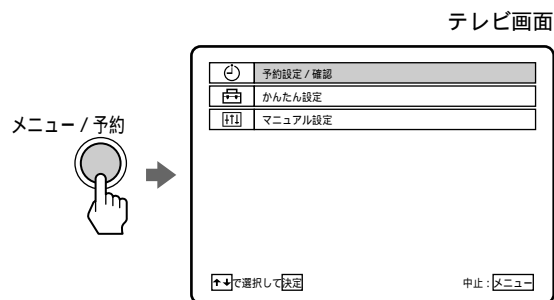 テレビ画面
メニュー / 予約
予約設定 / 確認
かんたん設定
マニュアル設定
↑↓で選択して決定
中止 : メニュー